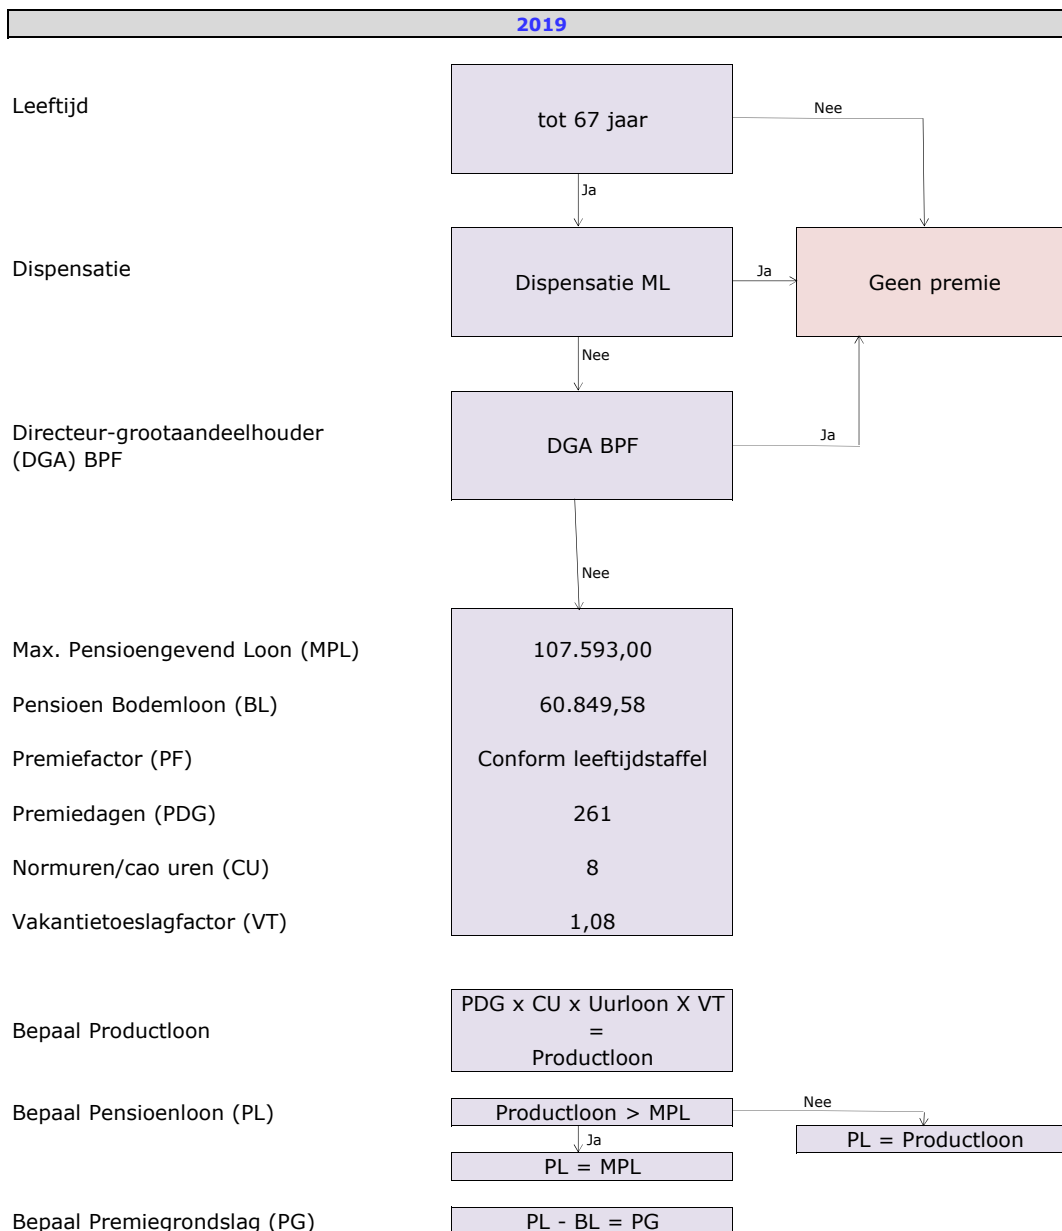 2019
Leeftijd
tot 67 jaar
Nee
Ja
Dispensatie
Dispensatie ML
Ja
Geen premie
Nee
Directeur-grootaandeelhouder
(DGA) BPF
DGA BPF
Ja
Nee
Max. Pensioengevend Loon (MPL)
107.593,00
Pensioen Bodemloon (BL)
60.849,58
Premiefactor (PF)
Conform leeftijdstaffel
Premiedagen (PDG)
261
Normuren/cao uren (CU)
8
Vakantietoeslagfactor (VT)
1,08
Bepaal Productloon
PDG x CU x Uurloon X VT
=
Productloon
Bepaal Pensioenloon (PL)
Productloon > MPL
Nee
Ja
PL = Productloon
PL = MPL
Bepaal Premiegrondslag (PG)
PL - BL = PG